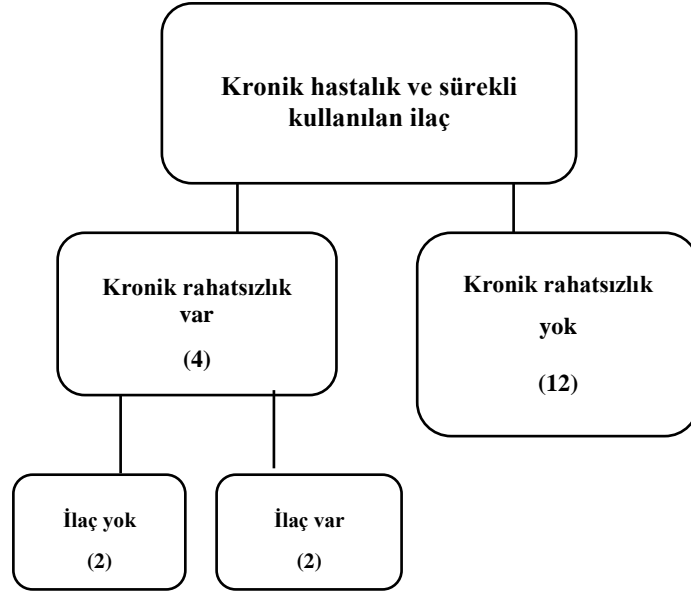 Kronik hastalık ve sürekli
kullanılan ilaç
Kronik rahatsızlık
var
(4)
Kronik rahatsızlık
yok
(12)
İlaç yok
(2)
İlaç var
(2)